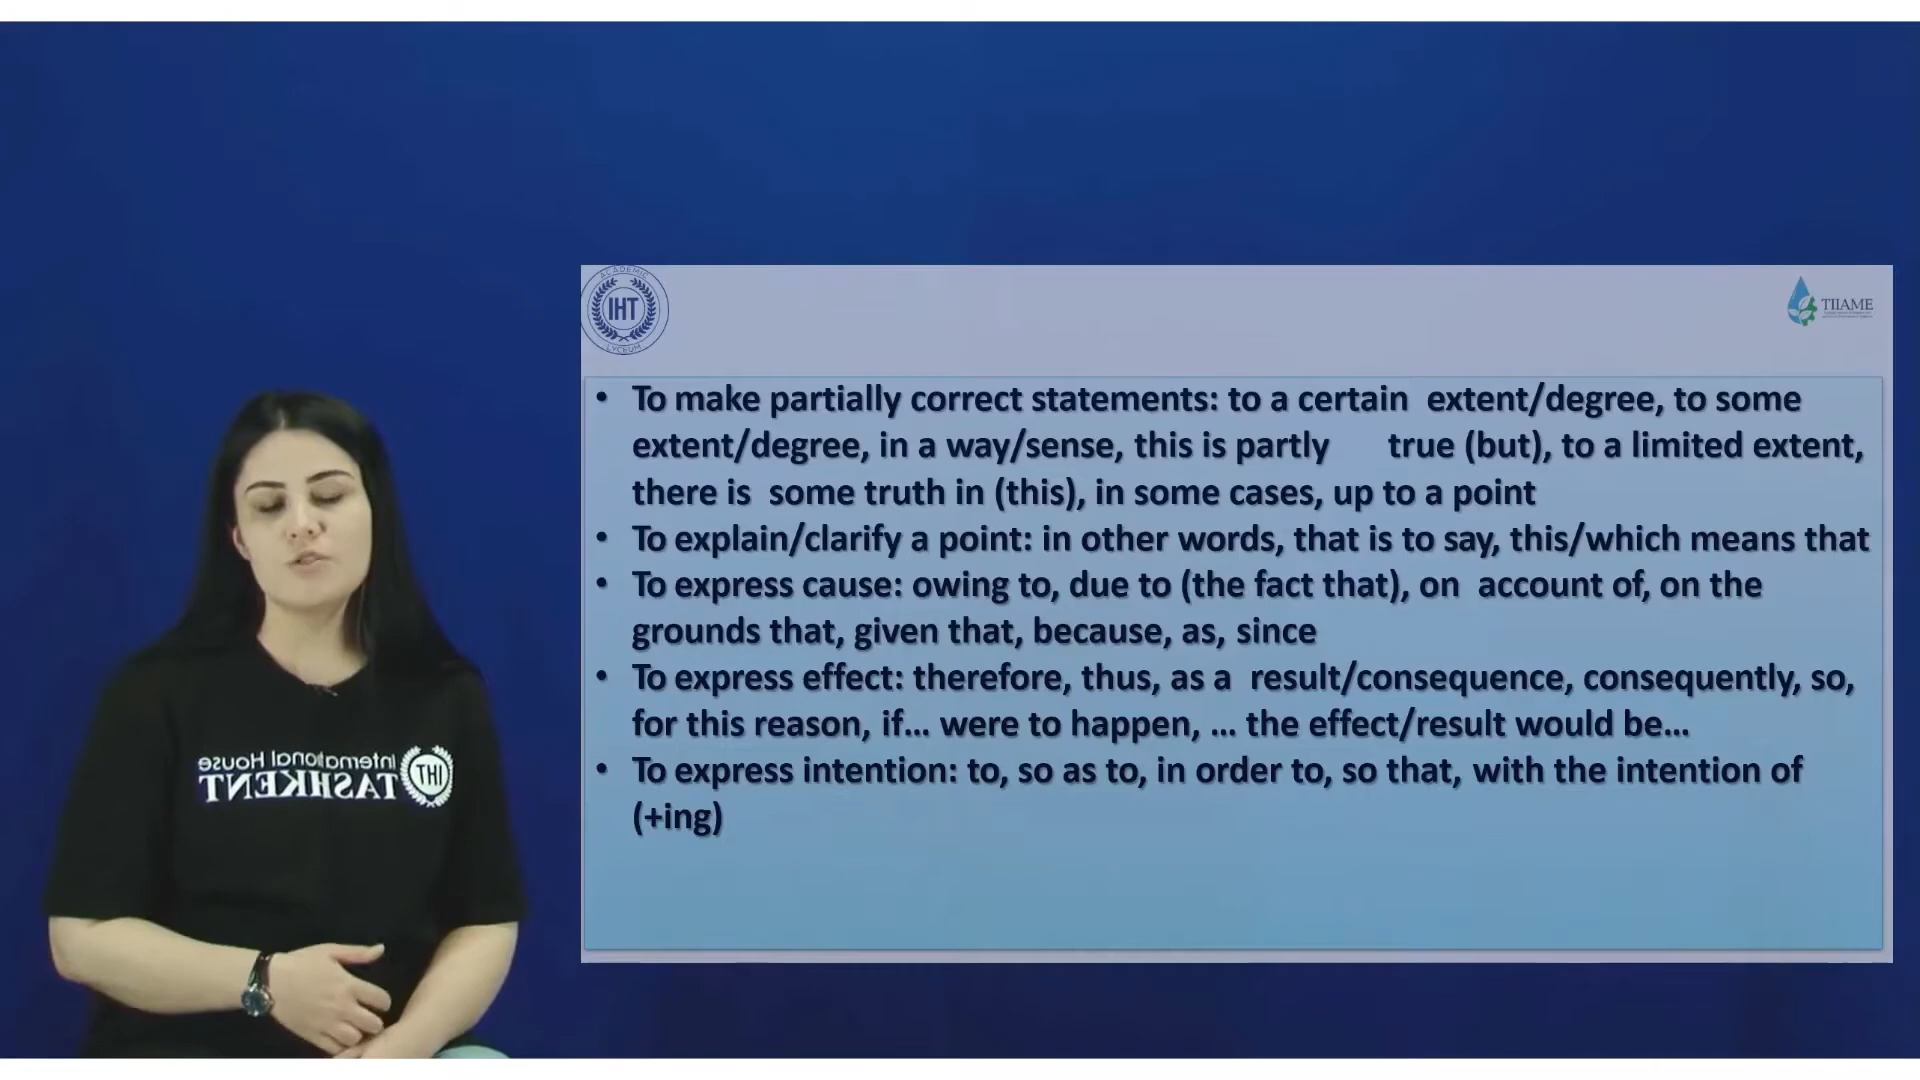 ACADEMIC
IHT
LYCEUM
TIIAME
• To make partially correct statements: to a certain extent/degree, to some
extent/degree, in a way/sense, this is partly true (but), to a limited extent,
there is some truth in (this), in some cases, up to a point
• To explain/clarify a point: in other words, that is to say, this/which means that
• To express cause: owing to, due to (the fact that), on account of, on the
grounds that, given that, because, as, since
• To express effect: therefore, thus, as a result/consequence, consequently, so,
for this reason, if... were to happen, ... the effect/result would be...
• To express intention: to, so as to, in order to, so that, with the intention of
(+ing)
International House
TASHKENT
IHT